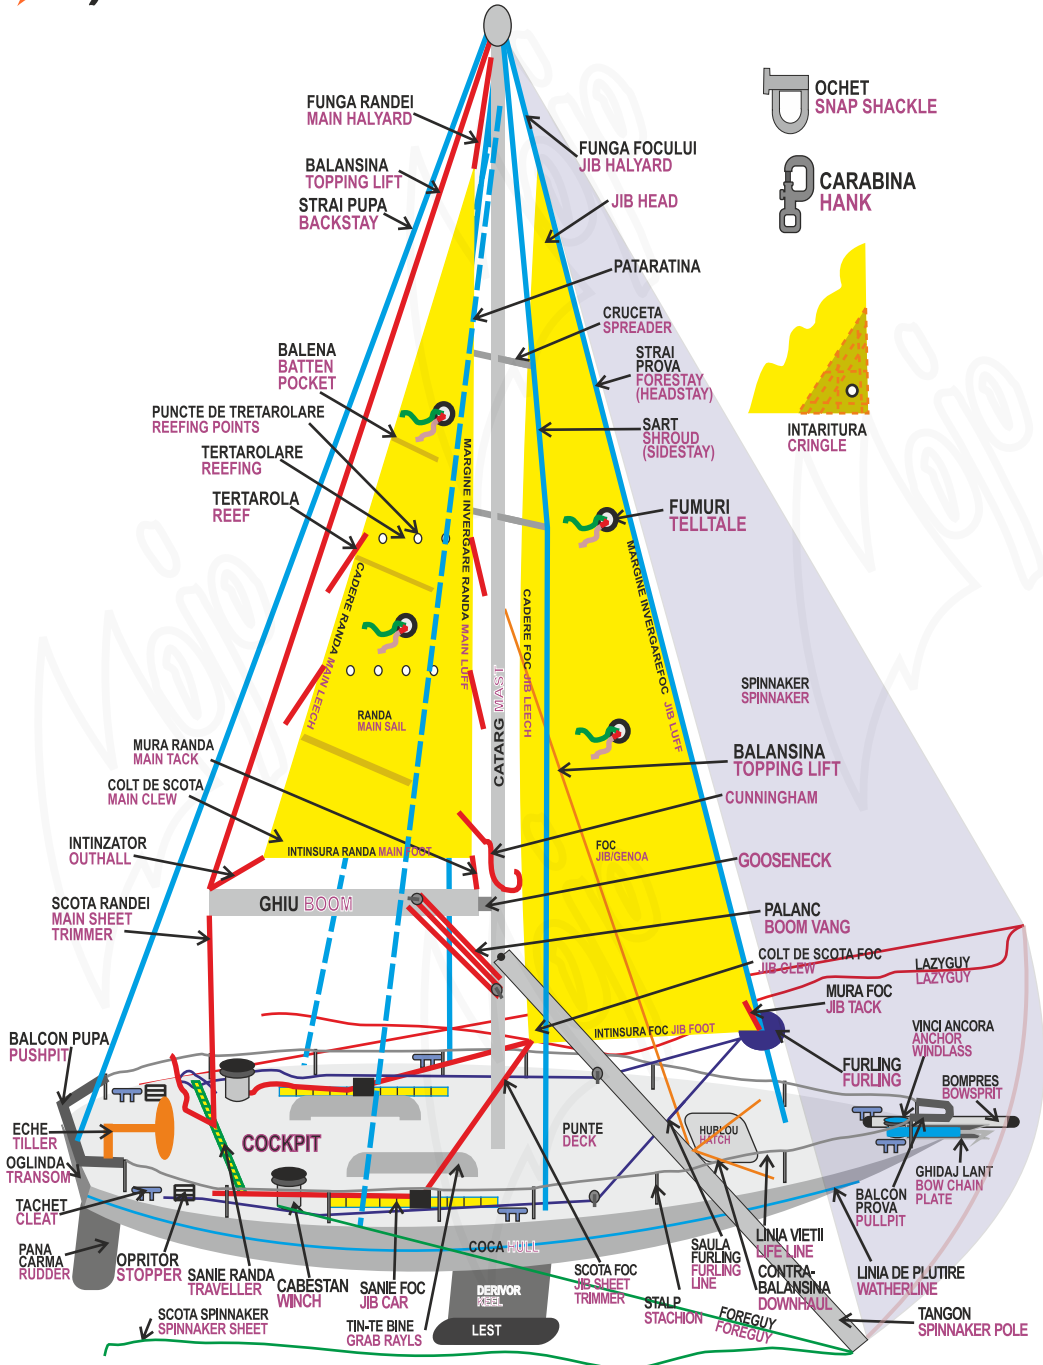 OCHET
SNAP SHACKLE
FUNGA RANDEI
MAIN HALYARD
FUNGA FOCULUI
JIB HALYARD
BALANSINA
TOPPING LIFT
CARABINA
HANK
STRAI PUPA
BACKSTAY
JIB HEAD
PATARATINA
CRUCETA
SPREADER
BALENA
BATTEN
POCKET
STRAI
PROVA
FORESTAY
(HEADSTAY)
PUNCTE DE TRETAROLARE
REEFING POINTS
SART
SHROUD
(SIDESTAY)
INTARITURA
CRINGLE
TERTAROLARE
REEFING
TERTAROLA
REEF
FUMURI
TELLTALE
MARGINE INVERGARE RANDA MAIN LUFF
CADERE RANDA MAIN LEECH
CADERE FOC JIB LEECH
MARGINE INVERGAREFOC JIB LUFF
CATARG MAST
RANDA
MAIN SAIL
SPINNAKER
SPINNAKER
MURA RANDA
MAIN TACK
BALANSINA
TOPPING LIFT
COLT DE SCOTA
MAIN CLEW
CUNNINGHAM
INTINZATOR
OUTHALL
INTINSURA RANDA MAIN FOOT
FOC
JIB/GENOA
GOOSENECK
SCOTA RANDEI
MAIN SHEET
TRIMMER
GHIU BOOM
PALANC
BOOM VANG
COLT DE SCOTA FOC
JIB CLEW
LAZYGUY
LAZYGUY
MURA FOC
JIB TACK
INTINSURA FOC JIB FOOT
VINCI ANCORA
ANCHOR
WINDLASS
BALCON PUPA
PUSHPIT
FURLING
FURLING
BOMPRES
BOWSPRIT
ECHE
TILLER
COCKPIT
PUNTE
DECK
HUBLOU
HATCH
OGLINDA
TRANSOM
GHIDAJ LANT
BOW CHAIN
PLATE
TACHET
CLEAT
BALCON
PROVA
PULLPIT
PANA
CARMA
RUDDER
OPRITOR
STOPPER
SANIE RANDA
TRAVELLER
CABESTAN
WINCH
SANIE FOC
JIB CAR
COCA HULL
SCOTA FOC
JIB SHEET
TRIMMER
SAULA
FURLING
FURLING
LINE
LINIA VIETII
LIFE LINE
CONTRA-
BALANSINA
DOWNHAUL
LINIA DE PLUTIRE
WATHERLINE
DERIVOR
KEEL
STALP
STACHION
SCOTA SPINNAKER
SPINNAKER SHEET
TIN-TE BINE
GRAB RAYLS
LEST
FOREGUY
FOREGUY
TANGON
SPINNAKER POLE